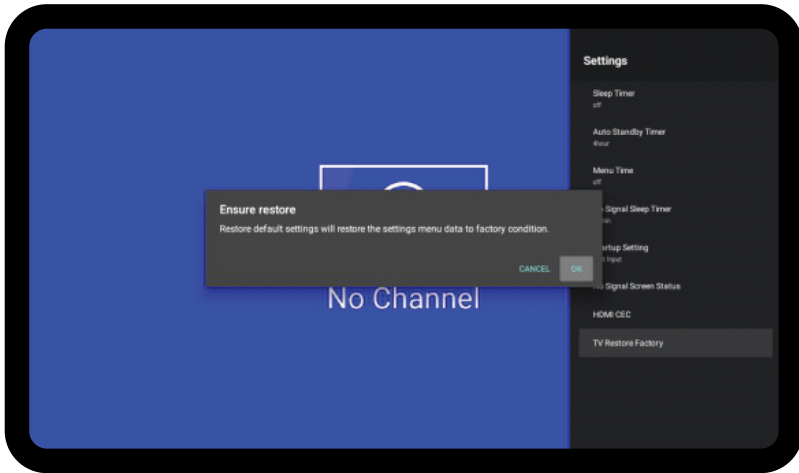 Settings
Sleep Timer
off
Auto Standby Timer
4hour
Menu Time
off
Signal Sleep Timer
Ensure restore
Restore default settings will restore the settings menu data to factory condition.
Setting
Input
CANCEL
OK
Signal Screen Status
No Channel
HDMI CEC
TV Restore Factory